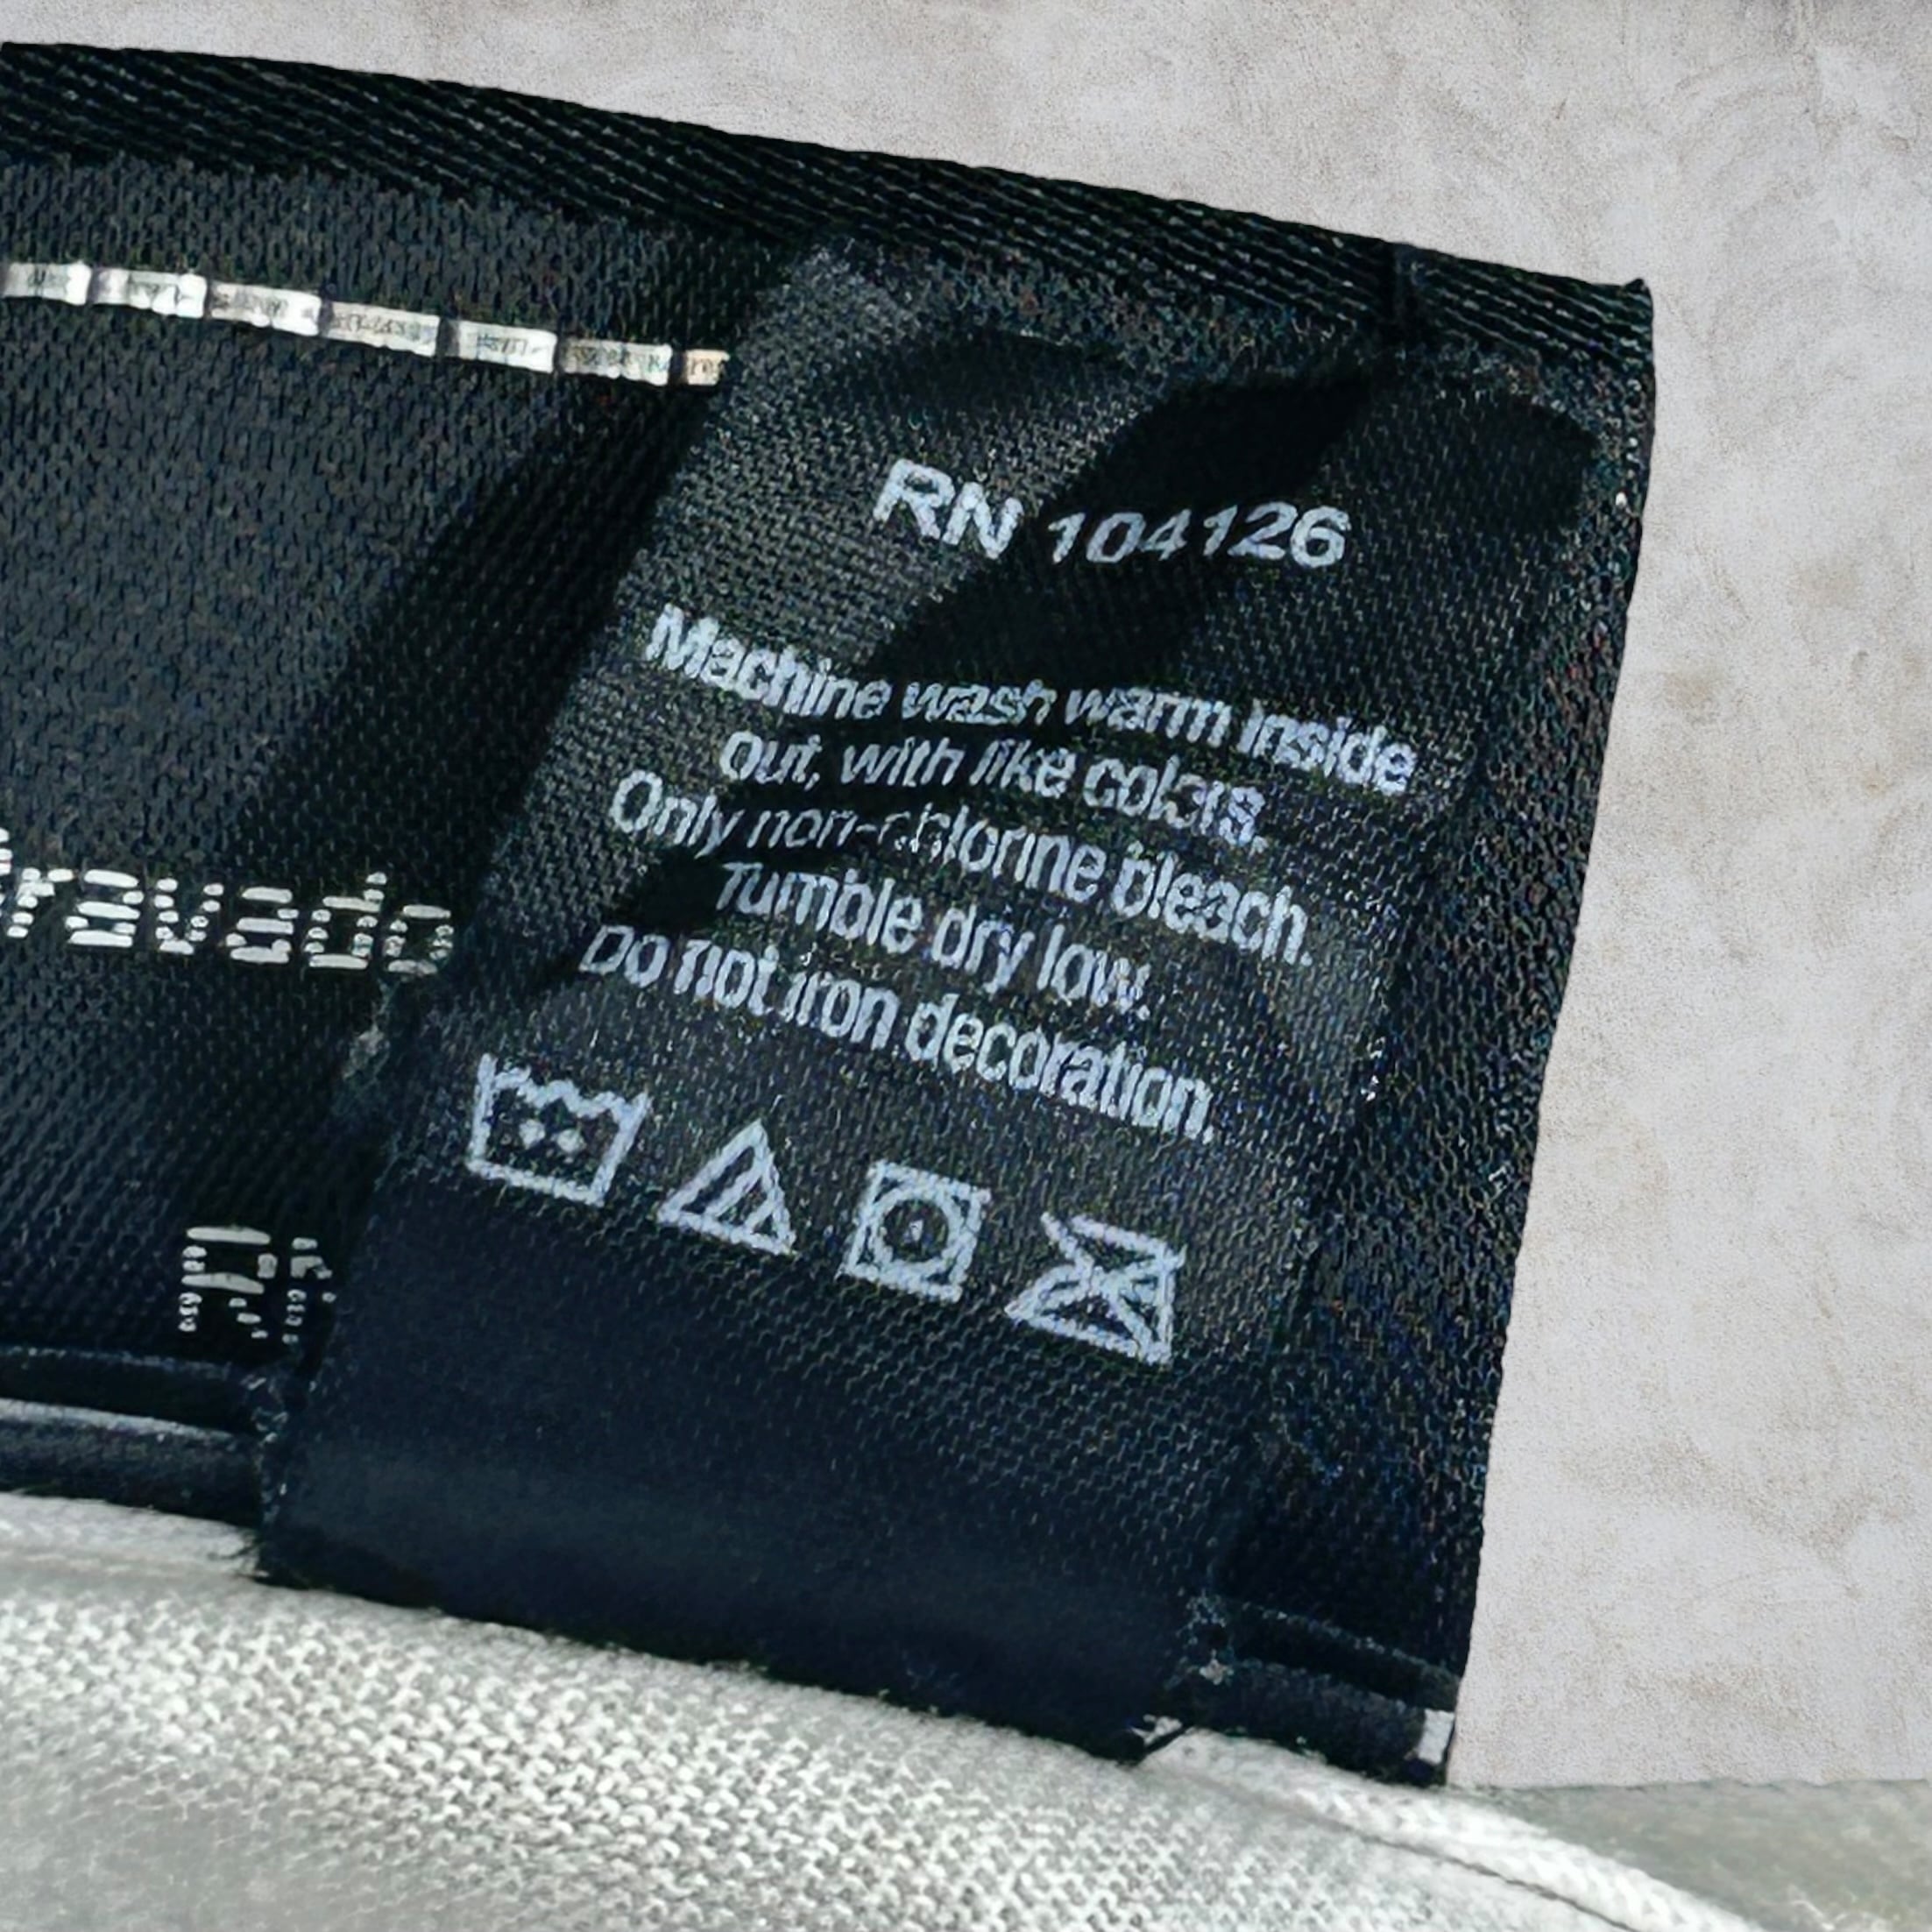 RN 104126
Machine wash warm inside
out, with like colors.
Only non-chlorine bleach.
Tumble dry low.
Do not iron decoration.
Bravado